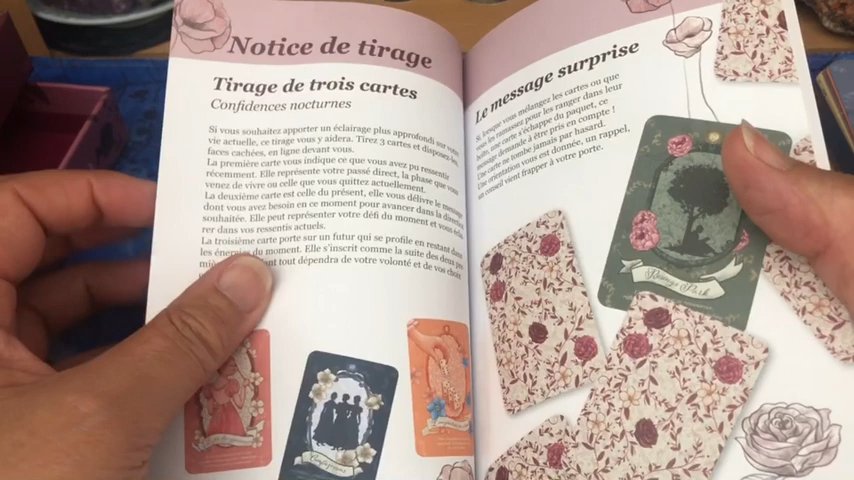 Notice de tirage
Tirage de trois cartes
Confidences nocturnes
Si vous souhaitez apporter un éclairage plus approfondi sur votre
vie actuelle, ce tirage vous y aidera. Tirez 3 cartes et disposez-les,
faces cachées, en ligne devant vous.
La première carte vous indique ce que vous avez pu ressentir
récemment. Elle représente votre passé direct, la phase que vous
venez de vivre ou celle que vous quittez actuellement.
La deuxième carte est celle du présent, elle vous délivre le message
dont vous avez besoin en ce moment pour avancer dans la direction
souhaitée. Elle peut représenter votre défi du moment et vous
rer dans vos ressentis actuels.
La troisième carte porte sur un futur qui se profile en restant dans
les énergies du moment. Elle s'inscrit comme la suite des deux
tout dépendra de votre volonté et de vos choix
Le message surprise
Si, lorsque vous mélangez les cartes ou que
vous les ramassez pour les ranger dans leur
boîte, une carte s'échappe du paquet, ce
message demande à être pris en compte !
Une carte ne tombe jamais par hasard.
Une orientation vous est donnée, un rappel,
un conseil vient frapper à votre porte.